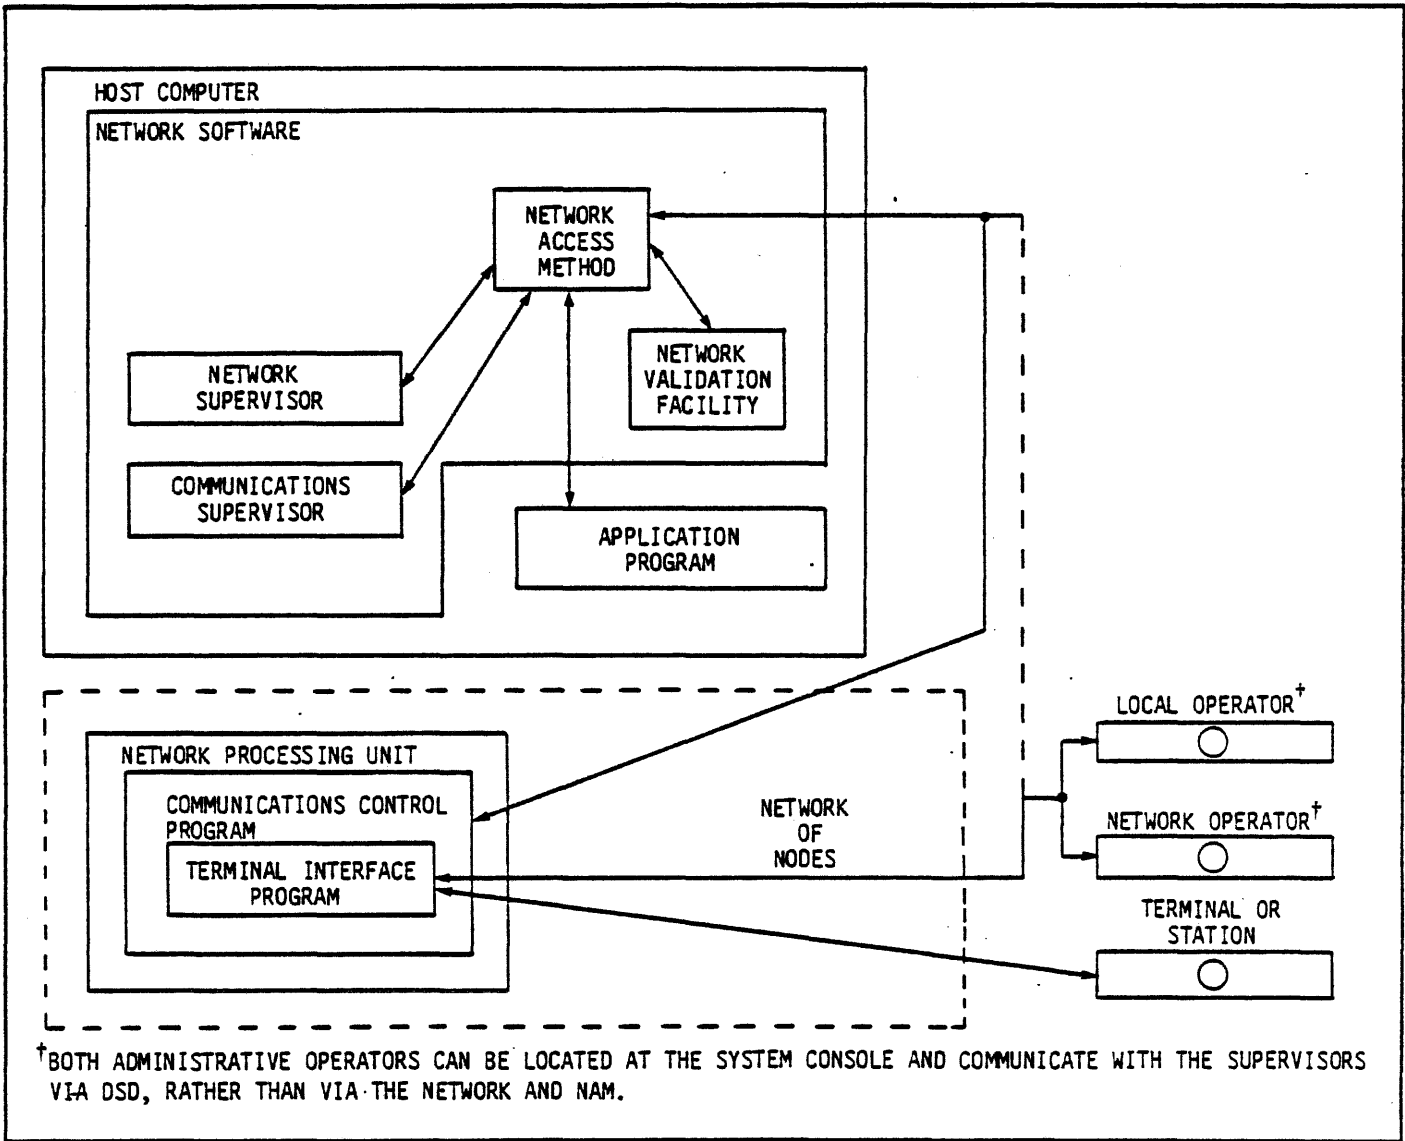 HOST COMPUTER
NETWORK SOFTWARE
NETWORK
ACCESS
METHOD
NETWORK
SUPERVISOR
NETWORK
VALIDATION
FACILITY
COMMUNICATIONS
SUPERVISOR
APPLICATION
PROGRAM
LOCAL OPERATOR†
NETWORK PROCESSING UNIT
COMMUNICATIONS CONTROL
PROGRAM
TERMINAL INTERFACE
PROGRAM
NETWORK
OF
NODES
NETWORK OPERATOR†
TERMINAL OR
STATION
†BOTH ADMINISTRATIVE OPERATORS CAN BE LOCATED AT THE SYSTEM CONSOLE AND COMMUNICATE WITH THE SUPERVISORS
VIA DSD, RATHER THAN VIA THE NETWORK AND NAM.